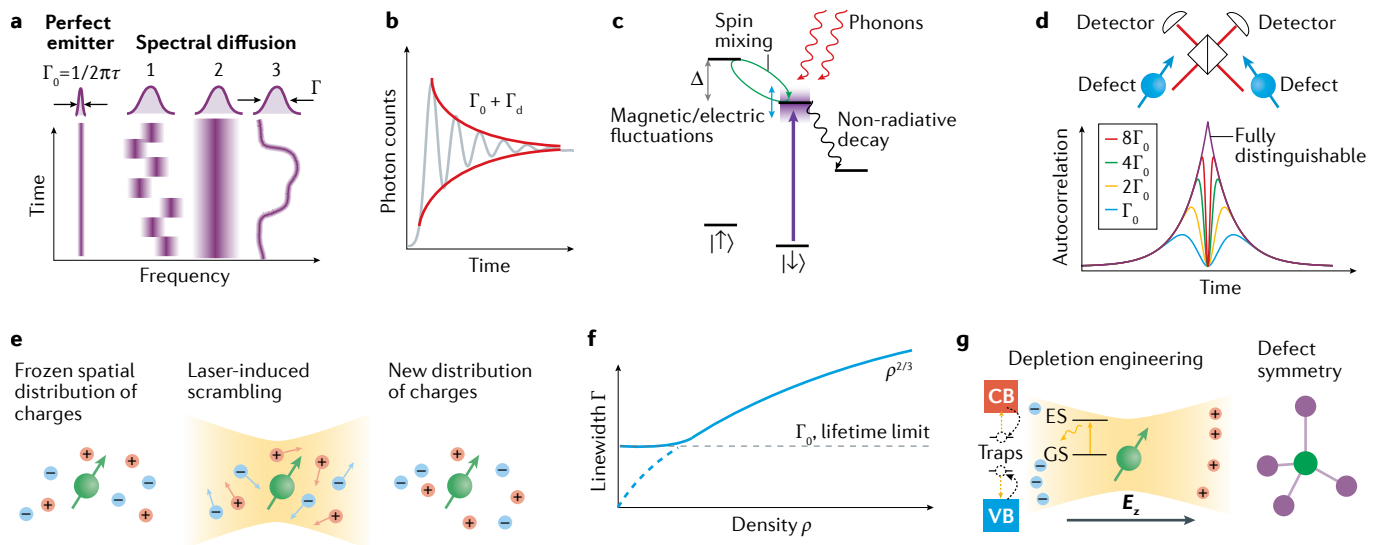 a
Perfect
emitter
Spectral diffusion
Γ₀=1/2πτ
1
2
3
Γ
Time
Frequency
b
Photon counts
Γ₀ + Γd
Time
c
Spin
mixing
Phonons
Δ
Magnetic/electric
fluctuations
Non-radiative
decay
|↑⟩
|↓⟩
d
Detector
Detector
Defect
Defect
8Γ₀
4Γ₀
2Γ₀
Γ₀
Fully
distinguishable
Autocorrelation
Time
e
Frozen spatial
distribution of
charges
Laser-induced
scrambling
New distribution
of charges
f
Linewidth Γ
ρ²/³
Γ₀, lifetime limit
Density ρ
g
Depletion engineering
CB
ES
Traps
GS
VB
E_z
Defect
symmetry